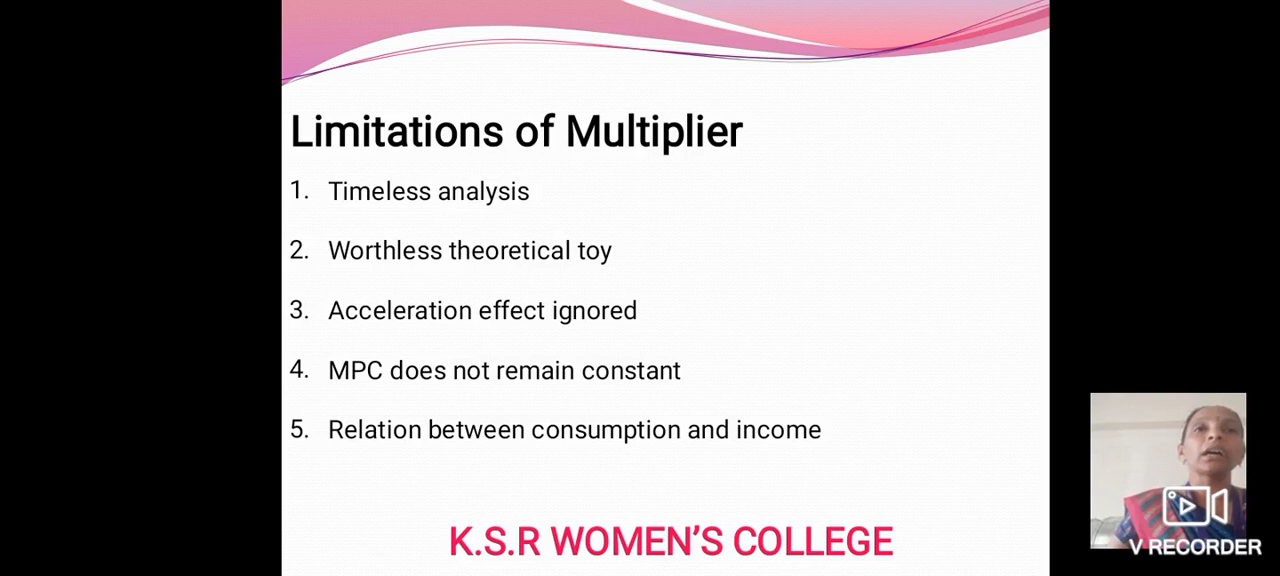 Limitations of Multiplier
1. Timeless analysis
2. Worthless theoretical toy
3. Acceleration effect ignored
4. MPC does not remain constant
5. Relation between consumption and income
K.S.R WOMEN'S COLLEGE
V RECORDER